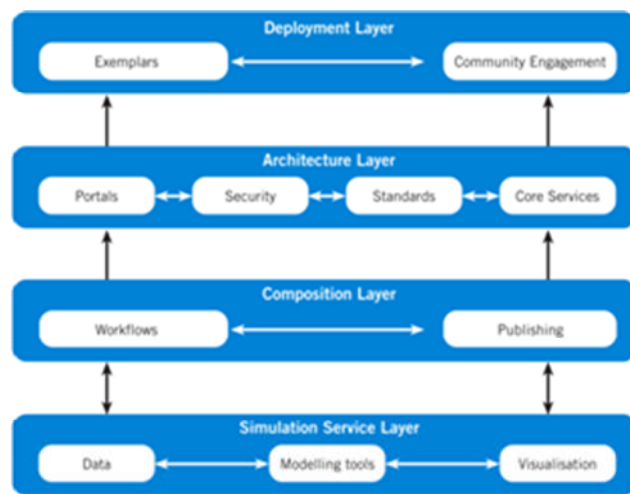 Deployment Layer
Exemplars
Community Engagement
Architecture Layer
Portals
Security
Standards
Core Services
Composition Layer
Workflows
Publishing
Simulation Service Layer
Data
Modelling tools
Visualisation